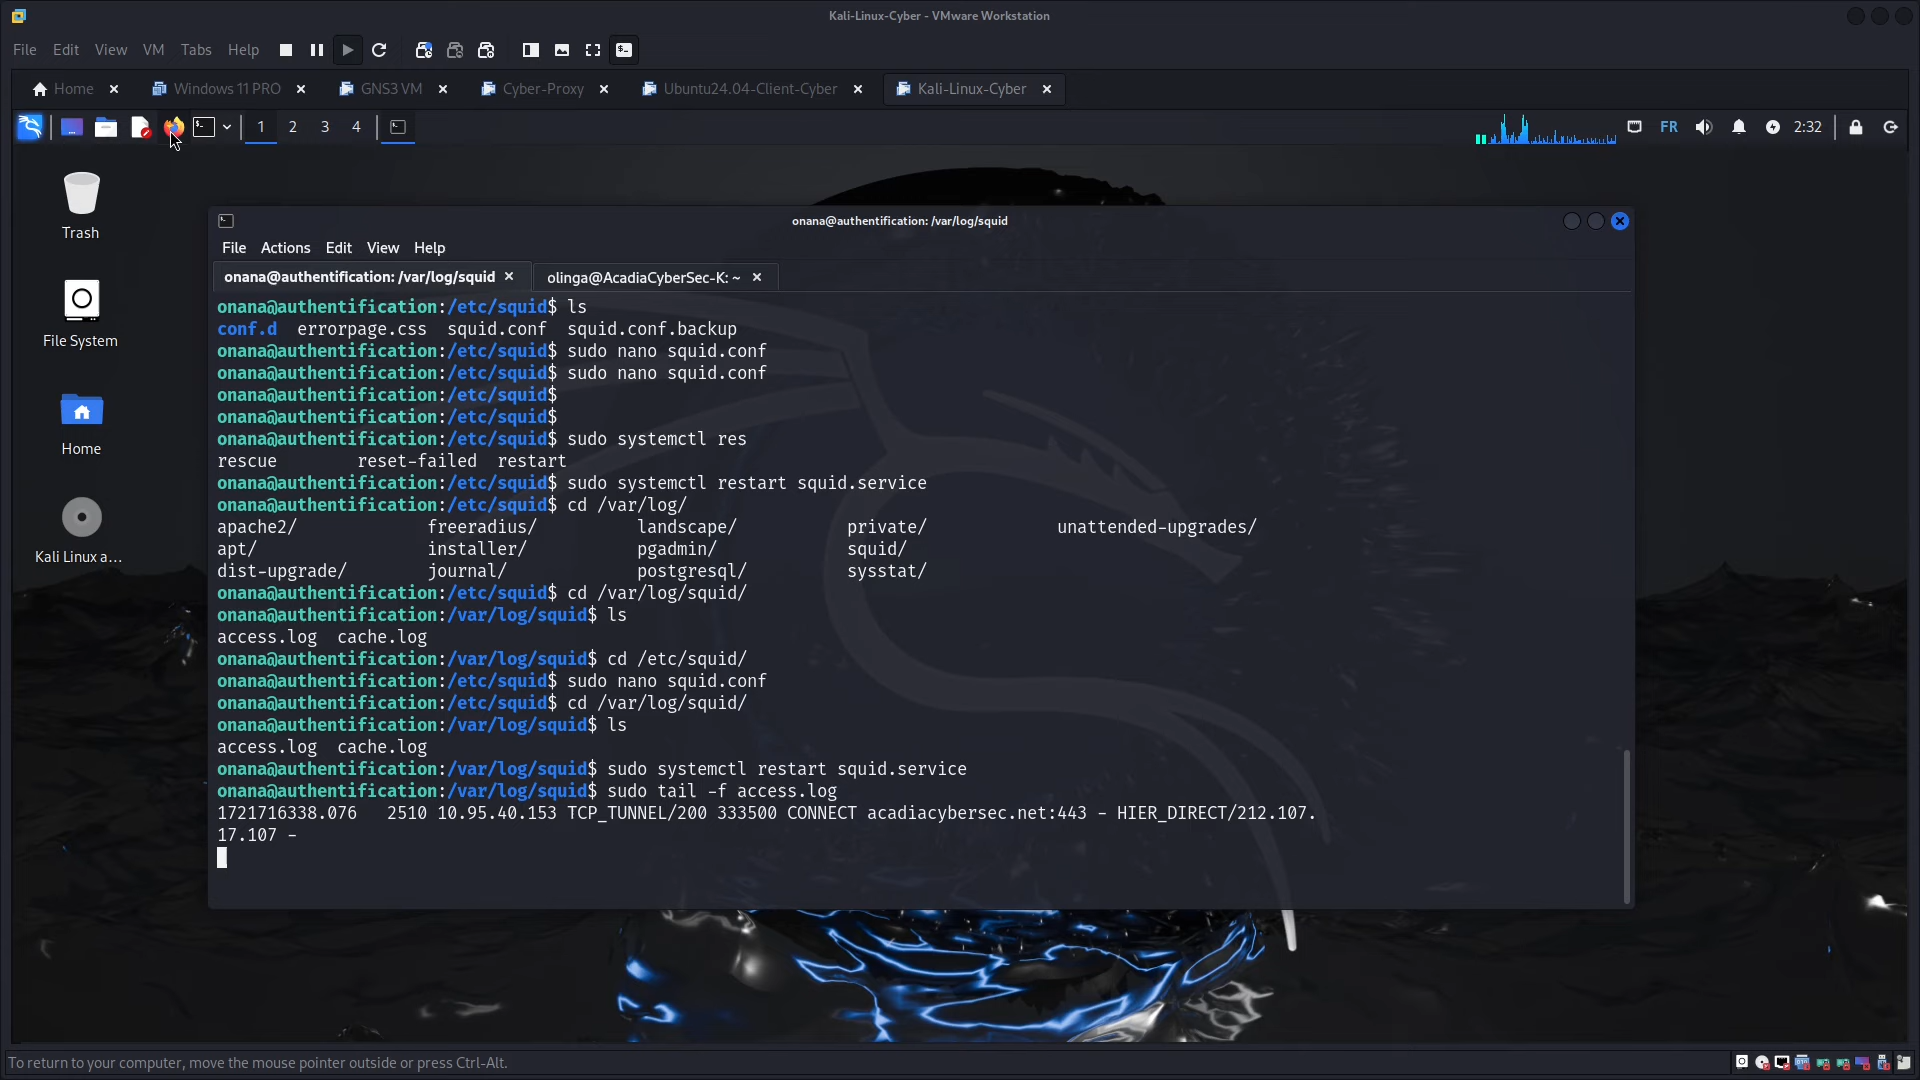 Kali-Linux-Cyber - VMware Workstation
File Edit View VM Tabs Help
Home Windows 11 PRO GNS3 VM Cyber-Proxy Ubuntu24.04-Client-Cyber Kali-Linux-Cyber
1 2 3 4 FR 2:32
Trash
File System
Home
Kali Linux a...
onana@authentification: /var/log/squid
File Actions Edit View Help
onana@authentification: /var/log/squid olinga@AcadiaCyberSec-K: ~
onana@authentification:/etc/squid$ ls
conf.d errorpage.css squid.conf squid.conf.backup
onana@authentification:/etc/squid$ sudo nano squid.conf
onana@authentification:/etc/squid$ sudo nano squid.conf
onana@authentification:/etc/squid$
onana@authentification:/etc/squid$
onana@authentification:/etc/squid$ sudo systemctl res
rescue reset-failed restart
onana@authentification:/etc/squid$ sudo systemctl restart squid.service
onana@authentification:/etc/squid$ cd /var/log/
apache2/ freeradius/ landscape/ private/ unattended-upgrades/
apt/ installer/ pgadmin/ squid/
dist-upgrade/ journal/ postgresql/ sysstat/
onana@authentification:/etc/squid$ cd /var/log/squid/
onana@authentification:/var/log/squid$ ls
access.log cache.log
onana@authentification:/var/log/squid$ cd /etc/squid/
onana@authentification:/etc/squid$ sudo nano squid.conf
onana@authentification:/etc/squid$ cd /var/log/squid/
onana@authentification:/var/log/squid$ ls
access.log cache.log
onana@authentification:/var/log/squid$ sudo systemctl restart squid.service
onana@authentification:/var/log/squid$ sudo tail -f access.log
1721716338.076 2510 10.95.40.153 TCP_TUNNEL/200 333500 CONNECT acadiacybersec.net:443 - HIER_DIRECT/212.107.
17.107 -
To return to your computer, move the mouse pointer outside or press Ctrl-Alt.